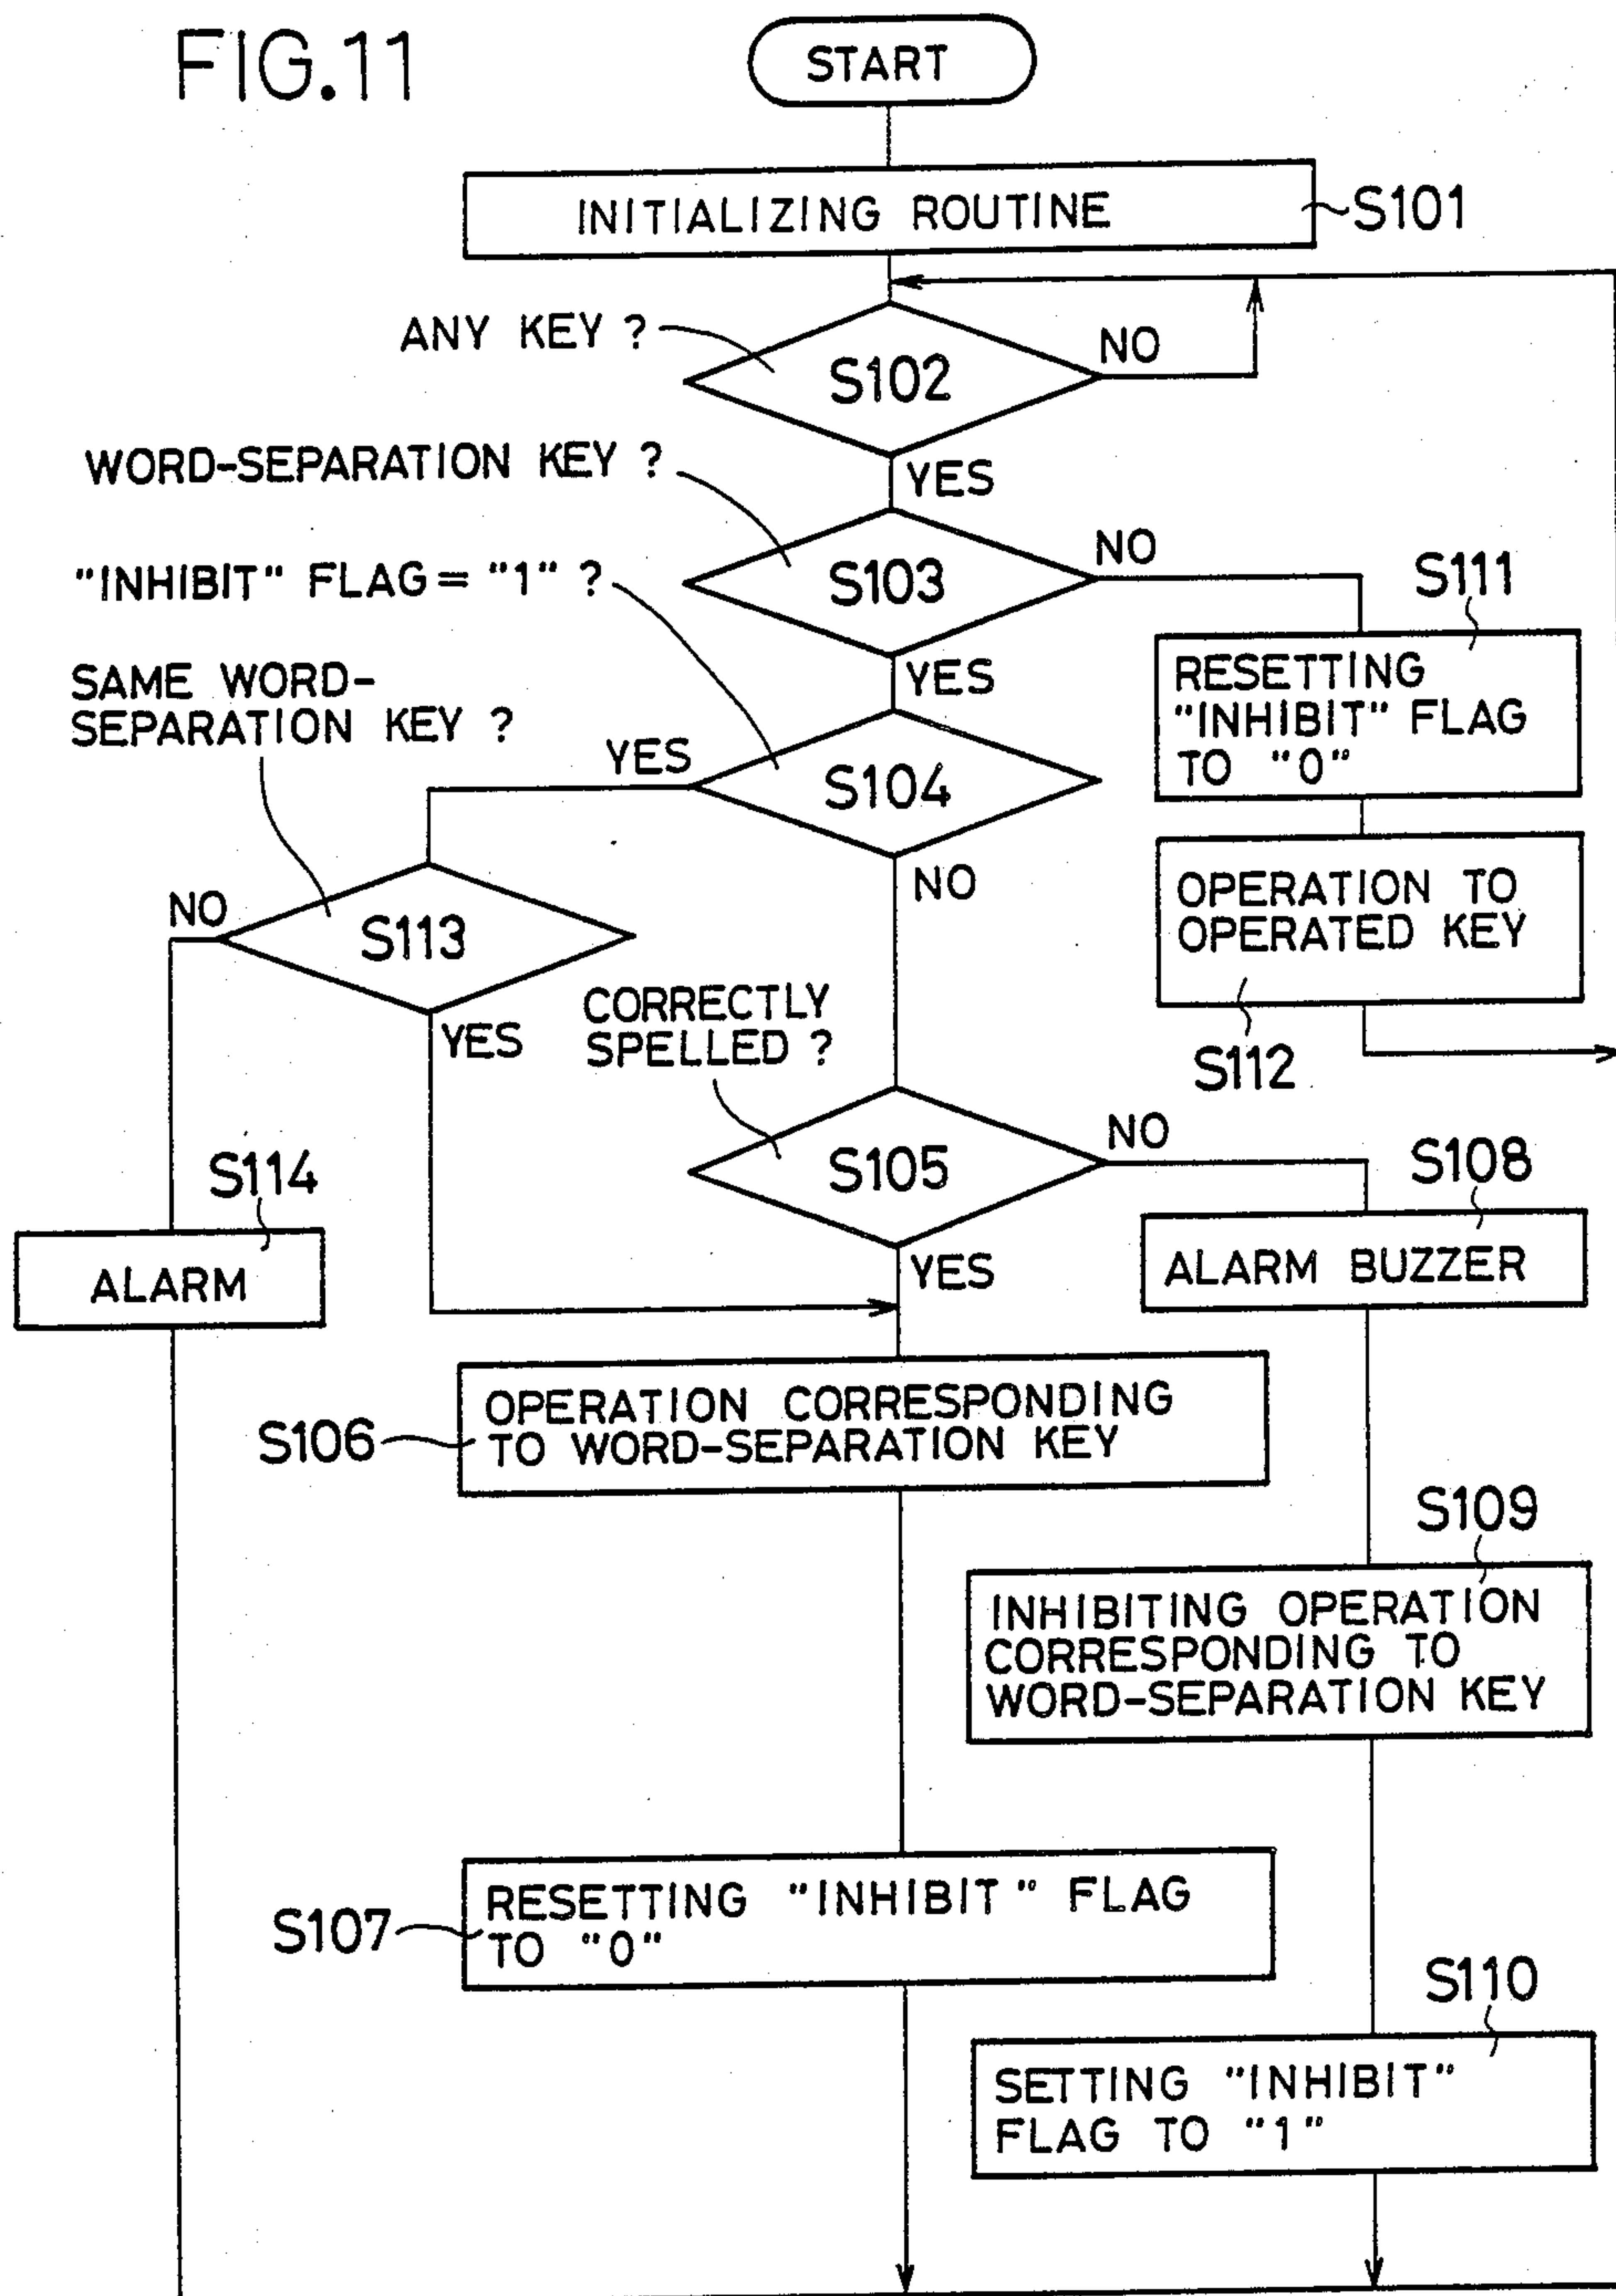 FIG.11
START
INITIALIZING ROUTINE
S101
ANY KEY ?
S102
NO
YES
WORD-SEPARATION KEY ?
S103
NO
YES
"INHIBIT" FLAG = "1" ?
S104
YES
NO
S111
RESETTING
"INHIBIT" FLAG
TO "0"
OPERATION TO
OPERATED KEY
S112
SAME WORD-
SEPARATION KEY ?
S113
NO
YES
CORRECTLY
SPELLED ?
S105
NO
YES
S114
ALARM
S108
ALARM BUZZER
S106
OPERATION CORRESPONDING
TO WORD-SEPARATION KEY
S109
INHIBITING OPERATION
CORRESPONDING TO
WORD-SEPARATION KEY
S107
RESETTING "INHIBIT" FLAG
TO "0"
S110
SETTING "INHIBIT"
FLAG TO "1"